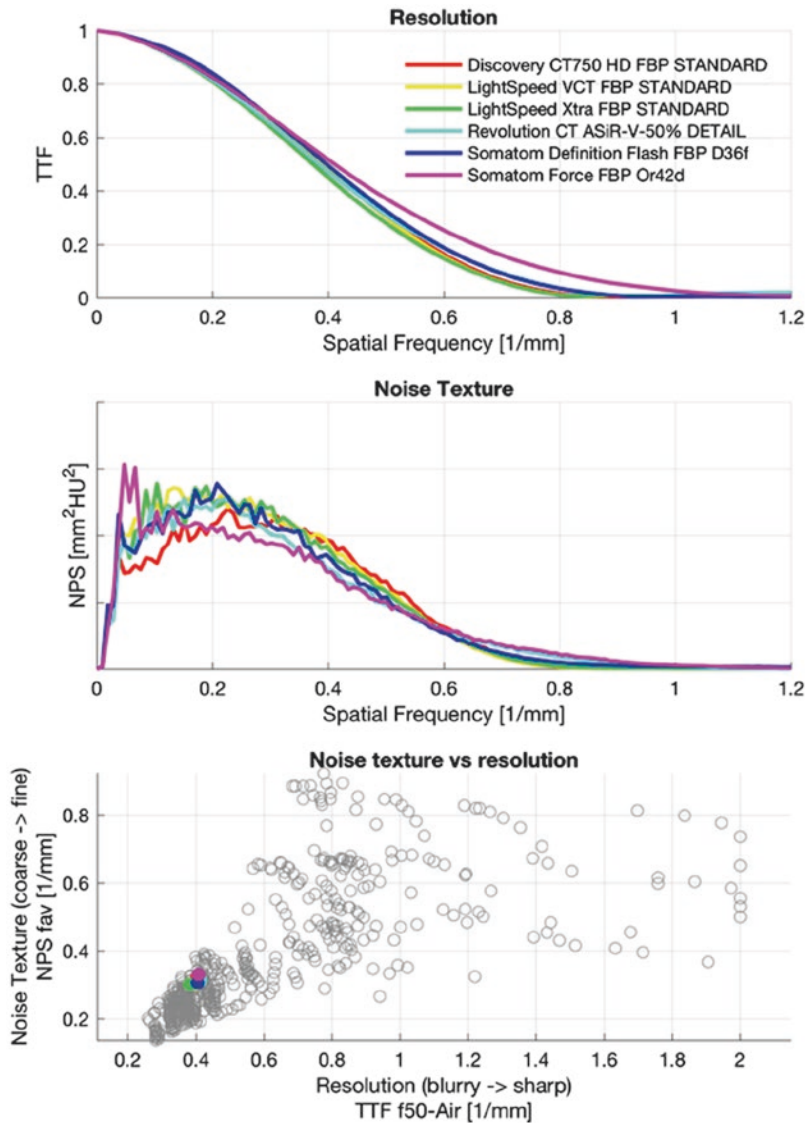 Resolution
1
0.8
0.6
0.4
0.2
0
TTF
Discovery CT750 HD FBP STANDARD
LightSpeed VCT FBP STANDARD
LightSpeed Xtra FBP STANDARD
Revolution CT ASiR-V-50% DETAIL
Somatom Definition Flash FBP D36f
Somatom Force FBP Or42d
0 0.2 0.4 0.6 0.8 1 1.2
Spatial Frequency [1/mm]
Noise Texture
NPS [mm²HU²]
0 0.2 0.4 0.6 0.8 1 1.2
Spatial Frequency [1/mm]
Noise texture vs resolution
Noise Texture (coarse -> fine)
NPS fav [1/mm]
0.8
0.6
0.4
0.2
0.2 0.4 0.6 0.8 1 1.2 1.4 1.6 1.8 2
Resolution (blurry -> sharp)
TTF f50-Air [1/mm]